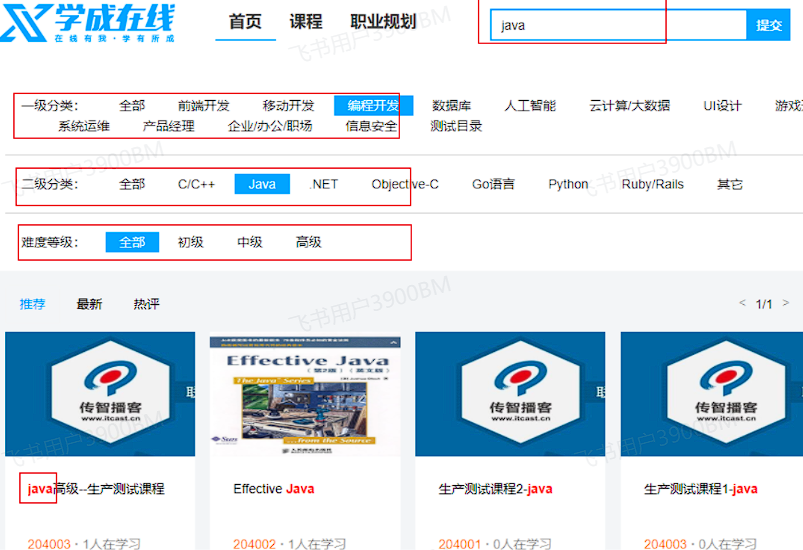 学成在线
在线有我·学有所成
首页 课程 职业规划
java 提交
一级分类： 全部 前端开发 移动开发 编程开发 数据库 人工智能 云计算/大数据 UI设计 游戏
系统运维 产品经理 企业/办公/职场 信息安全 测试目录
二级分类： 全部 C/C++ Java .NET Objective-C Go语言 Python Ruby/Rails 其它
难度等级： 全部 初级 中级 高级
推荐 最新 热评 < 1/1 >
传智播客
www.itcast.cn
Effective Java
（第2版）（英文版）
The Java Series
Sun
...from the Source
传智播客
www.itcast.cn
传智播客
www.itcast.cn
java高级--生产测试课程 Effective Java 生产测试课程2-java 生产测试课程1-java
204003 · 1人在学习 204002 · 1人在学习 204001 · 0人在学习 204003 · 0人在学习
飞书用户3900BM